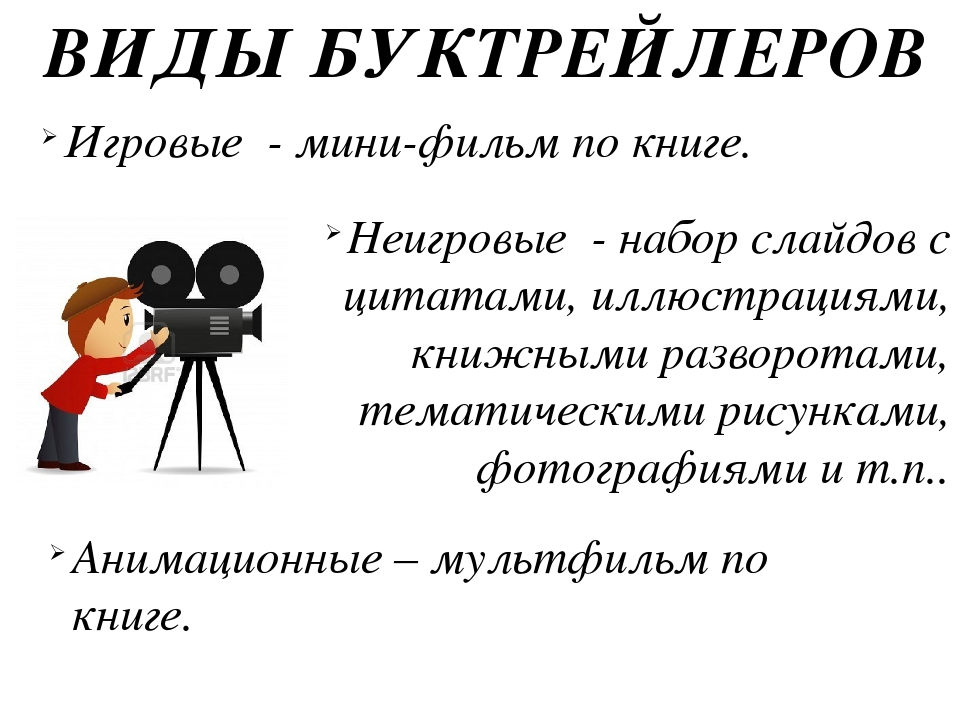 ВИДЫ БУКТРЕЙЛЕРОВ
Игровые - мини-фильм по книге.
Неигровые - набор слайдов с
цитатами, иллюстрациями,
книжными разворотами,
тематическими рисунками,
фотографиями и т.п..
Анимационные – мультфильм по
книге.